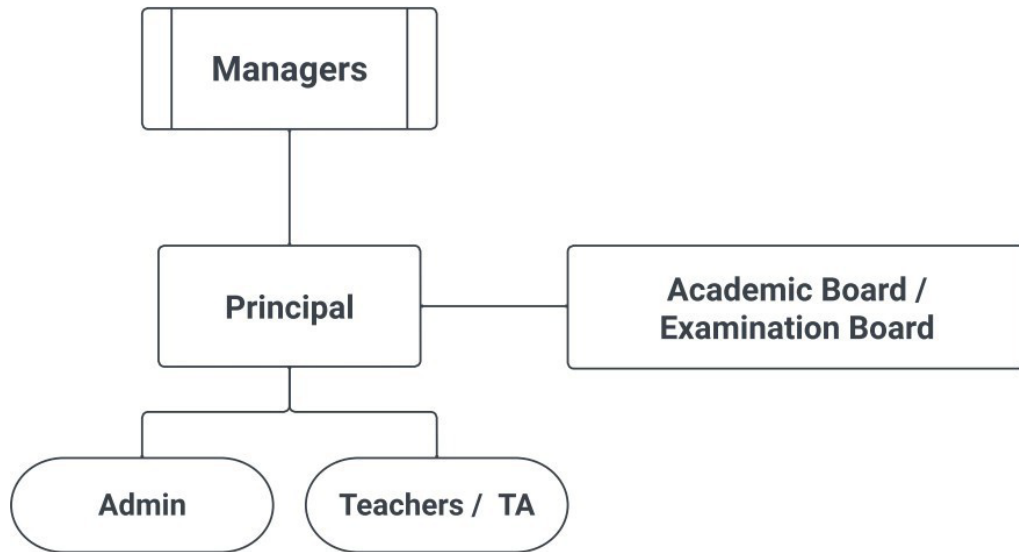 Managers
Principal
Academic Board /
Examination Board
Admin
Teachers /  TA